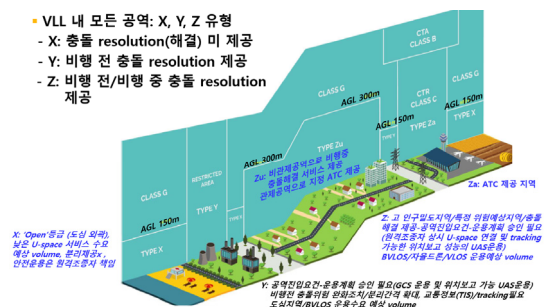 ▪ VLL 내 모든 공역: X, Y, Z 유형
- X: 충돌 resolution(해결) 미 제공
- Y: 비행 전 충돌 resolution 제공
- Z: 비행 전/비행 중 충돌 resolution
제공
CTA
CLASS B
CLASS G
AGL 300m
CTR
CLASS C
CLASS G
AGL 150m
AGL 150m
TYPE Y
TYPE Za
AGL 300m
TYPE Zu
CLASS G
RESTRICTED
AREA
TYPE Y
TYPE X
Zu: 비관제공역으로 비행중
충돌해결 서비스 제공
관제공역으로 지정 ATC 제공
Za: ATC 제공 지역
X: 'Open'등급 (도심 외곽),
낮은 U-space 서비스 수요
예상 volume, 분리제공x ,
안전운용은 원격조종자 책임
Z: 고 인구밀도지역/특정 위험예상지역/충돌
해결 제공-공역진입요건-운용계획 승인 필요
(원격조종자 상시 U-space 연결 및 tracking
가능한 위치보고 성능의 UAS운용)
BVLOS/자율드론/VLOS 운용예상 volume
Y: 공역진입요건-운용계획 승인 필요(GCS 운용 및 위치보고 가능 UAS운용)
비행전 충돌위험 완화조치/분리간격 확대, 교통정보(TIS)/tracking필요
도심지역/BVLOS 운용수요 예상 volume